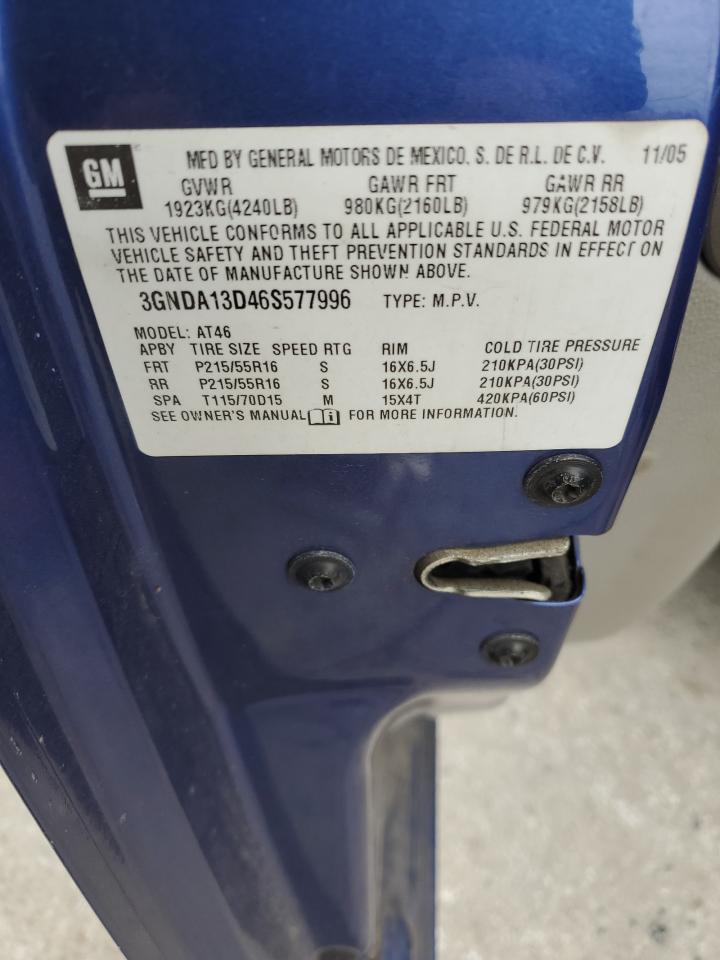 GM MFD BY GENERAL MOTORS DE MEXICO. S. DE R.L. DE C.V. 11/05
GVWR GAWR FRT GAWR RR
1923KG(4240LB) 980KG(2160LB) 979KG(2158LB)
THIS VEHICLE CONFORMS TO ALL APPLICABLE U.S. FEDERAL MOTOR
VEHICLE SAFETY AND THEFT PREVENTION STANDARDS IN EFFECT ON
THE DATE OF MANUFACTURE SHOWN ABOVE.
3GNDA13D46S577996 TYPE: M.P.V.
MODEL: AT46
APBY TIRE SIZE SPEED RTG RIM COLD TIRE PRESSURE
FRT P215/55R16 S 16X6.5J 210KPA(30PSI)
RR P215/55R16 S 16X6.5J 210KPA(30PSI)
SPA T115/70D15 M 15X4T 420KPA(60PSI)
SEE OWNER'S MANUAL i FOR MORE INFORMATION.